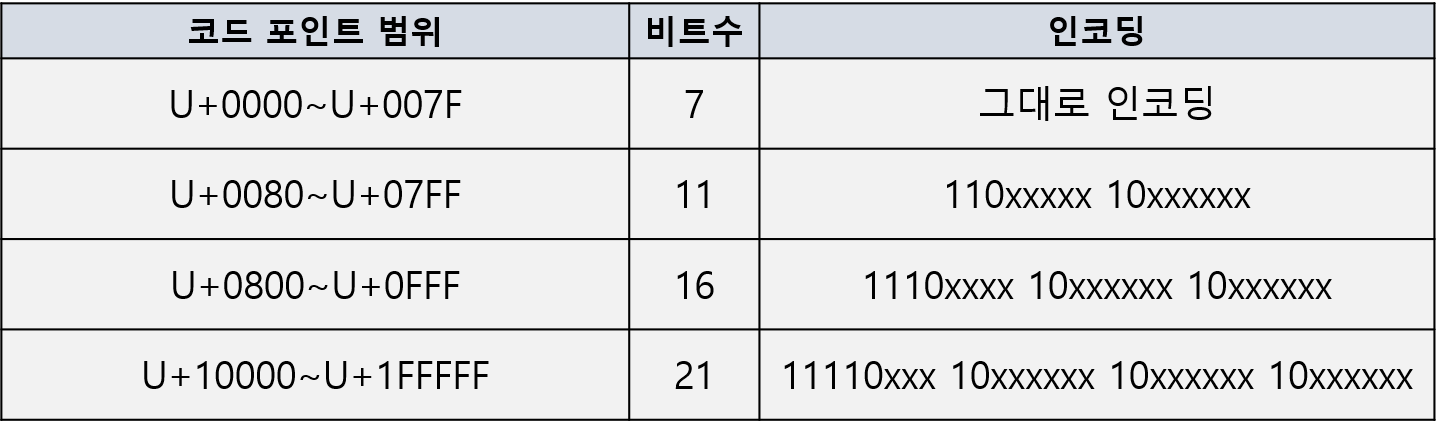 코드 포인트 범위 비트수 인코딩
U+0000~U+007F 7 그대로 인코딩
U+0080~U+07FF 11 110xxxxx 10xxxxxx
U+0800~U+0FFF 16 1110xxxx 10xxxxxx 10xxxxxx
U+10000~U+1FFFFF 21 11110xxx 10xxxxxx 10xxxxxx 10xxxxxx